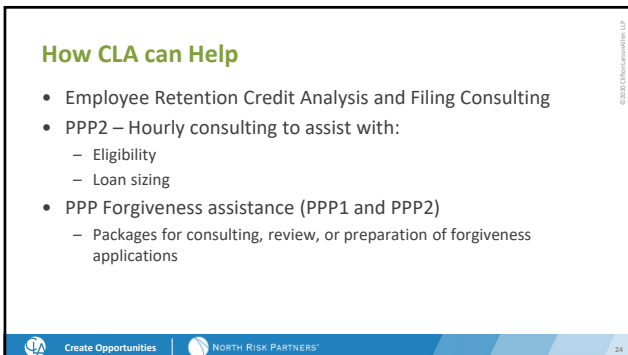 How CLA can Help
• Employee Retention Credit Analysis and Filing Consulting
• PPP2 – Hourly consulting to assist with:
– Eligibility
– Loan sizing
• PPP Forgiveness assistance (PPP1 and PPP2)
– Packages for consulting, review, or preparation of forgiveness
applications
©2020 CliftonLarsonAllen LLP
CLA
Create Opportunities
NORTH RISK PARTNERS™
24